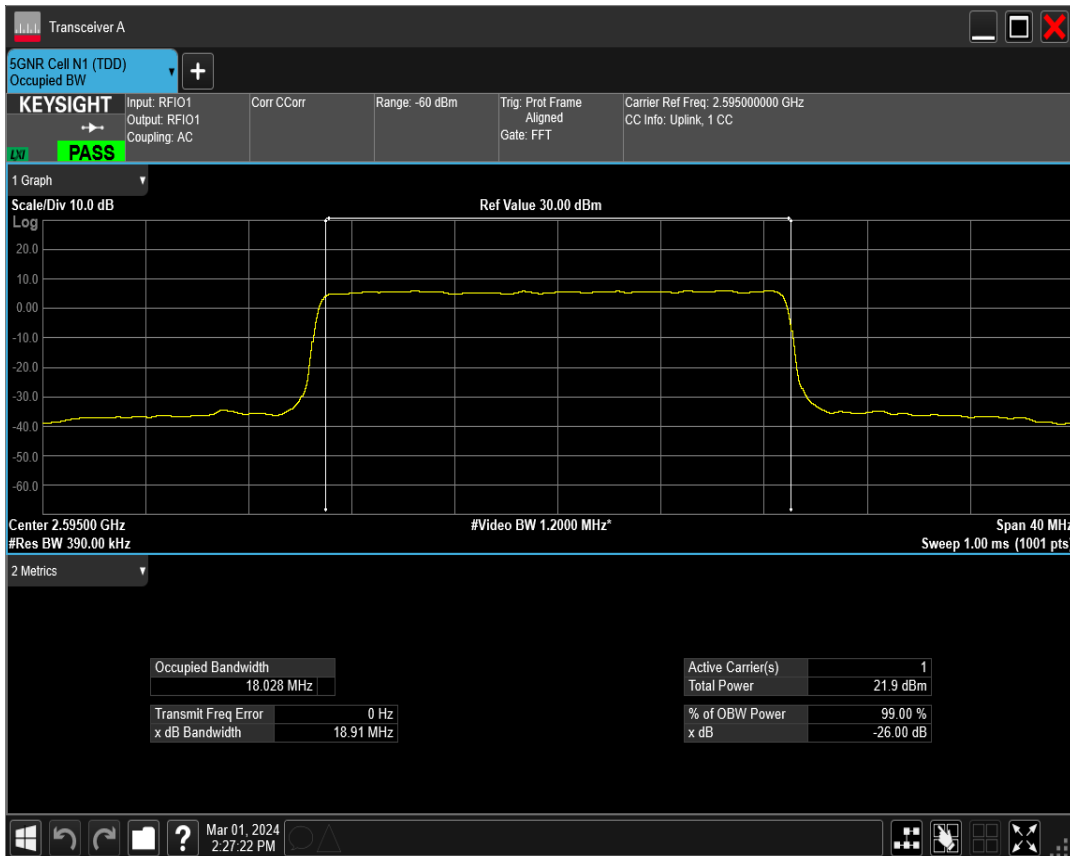 Transceiver A
5GNR Cell N1 (TDD)
Occupied BW
+
KEYSIGHT
LXI
PASS
Input: RFIO1
Output: RFIO1
Coupling: AC
Corr CCorr
Range: -60 dBm
Trig: Prot Frame
Aligned
Gate: FFT
Carrier Ref Freq: 2.595000000 GHz
CC Info: Uplink, 1 CC
1 Graph
Scale/Div 10.0 dB
Ref Value 30.00 dBm
Log
20.0
10.0
0.00
-10.0
-20.0
-30.0
-40.0
-50.0
-60.0
Center 2.59500 GHz
#Video BW 1.2000 MHz*
Span 40 MHz
#Res BW 390.00 kHz
Sweep 1.00 ms (1001 pts)
2 Metrics
Occupied Bandwidth
18.028 MHz
Transmit Freq Error 0 Hz
x dB Bandwidth 18.91 MHz
Active Carrier(s) 1
Total Power 21.9 dBm
% of OBW Power 99.00 %
x dB -26.00 dB
?
Mar 01, 2024
2:27:22 PM